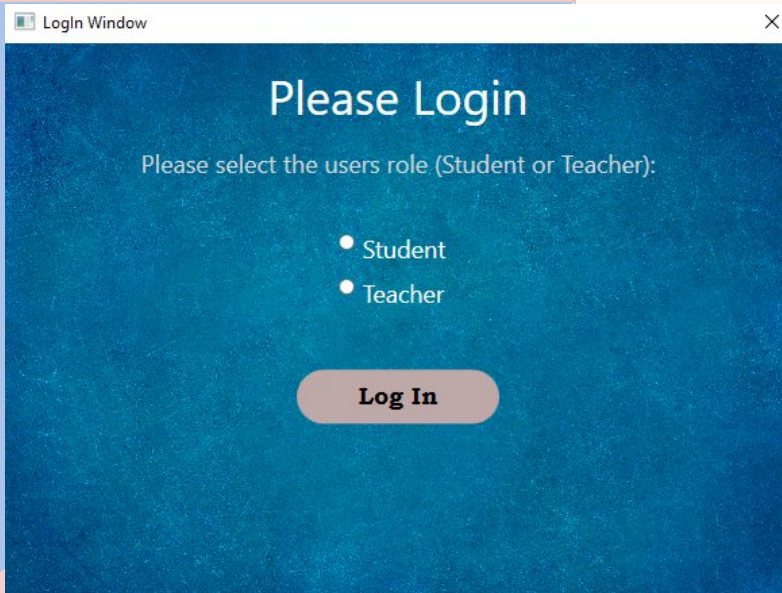 LogIn Window
Please Login
Please select the users role (Student or Teacher):
Student
Teacher
Log In